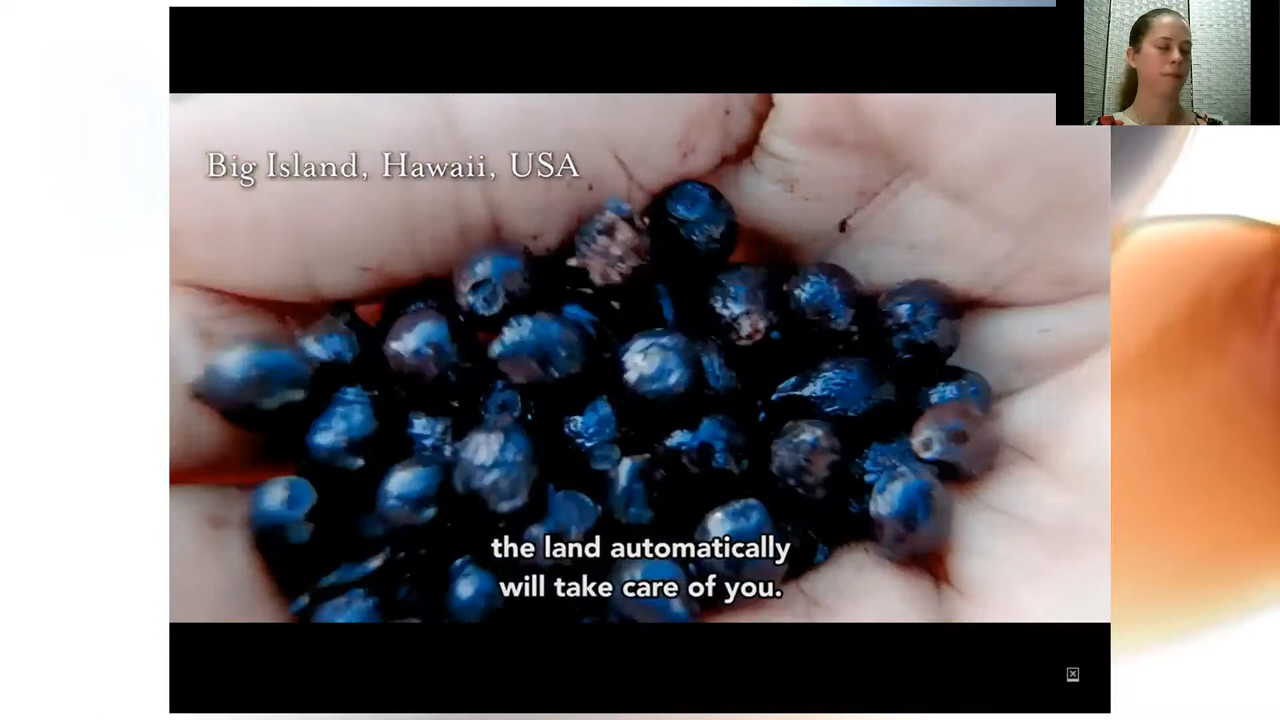 Big Island, Hawaii, USA
the land automatically
will take care of you.